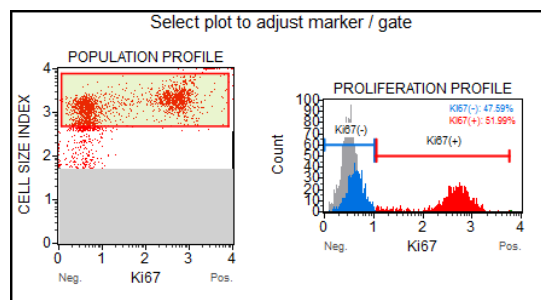 Select plot to adjust marker / gate
POPULATION PROFILE
CELL SIZE INDEX
4
3
2
1
0
0 1 2 3 4
Neg. Ki67 Pos.
PROLIFERATION PROFILE
Ki67(-): 47.59%
Ki67(+): 51.99%
Ki67(-)
Ki67(+)
Count
100
90
80
70
60
50
40
30
20
10
0
0 1 2 3 4
Neg. Ki67 Pos.